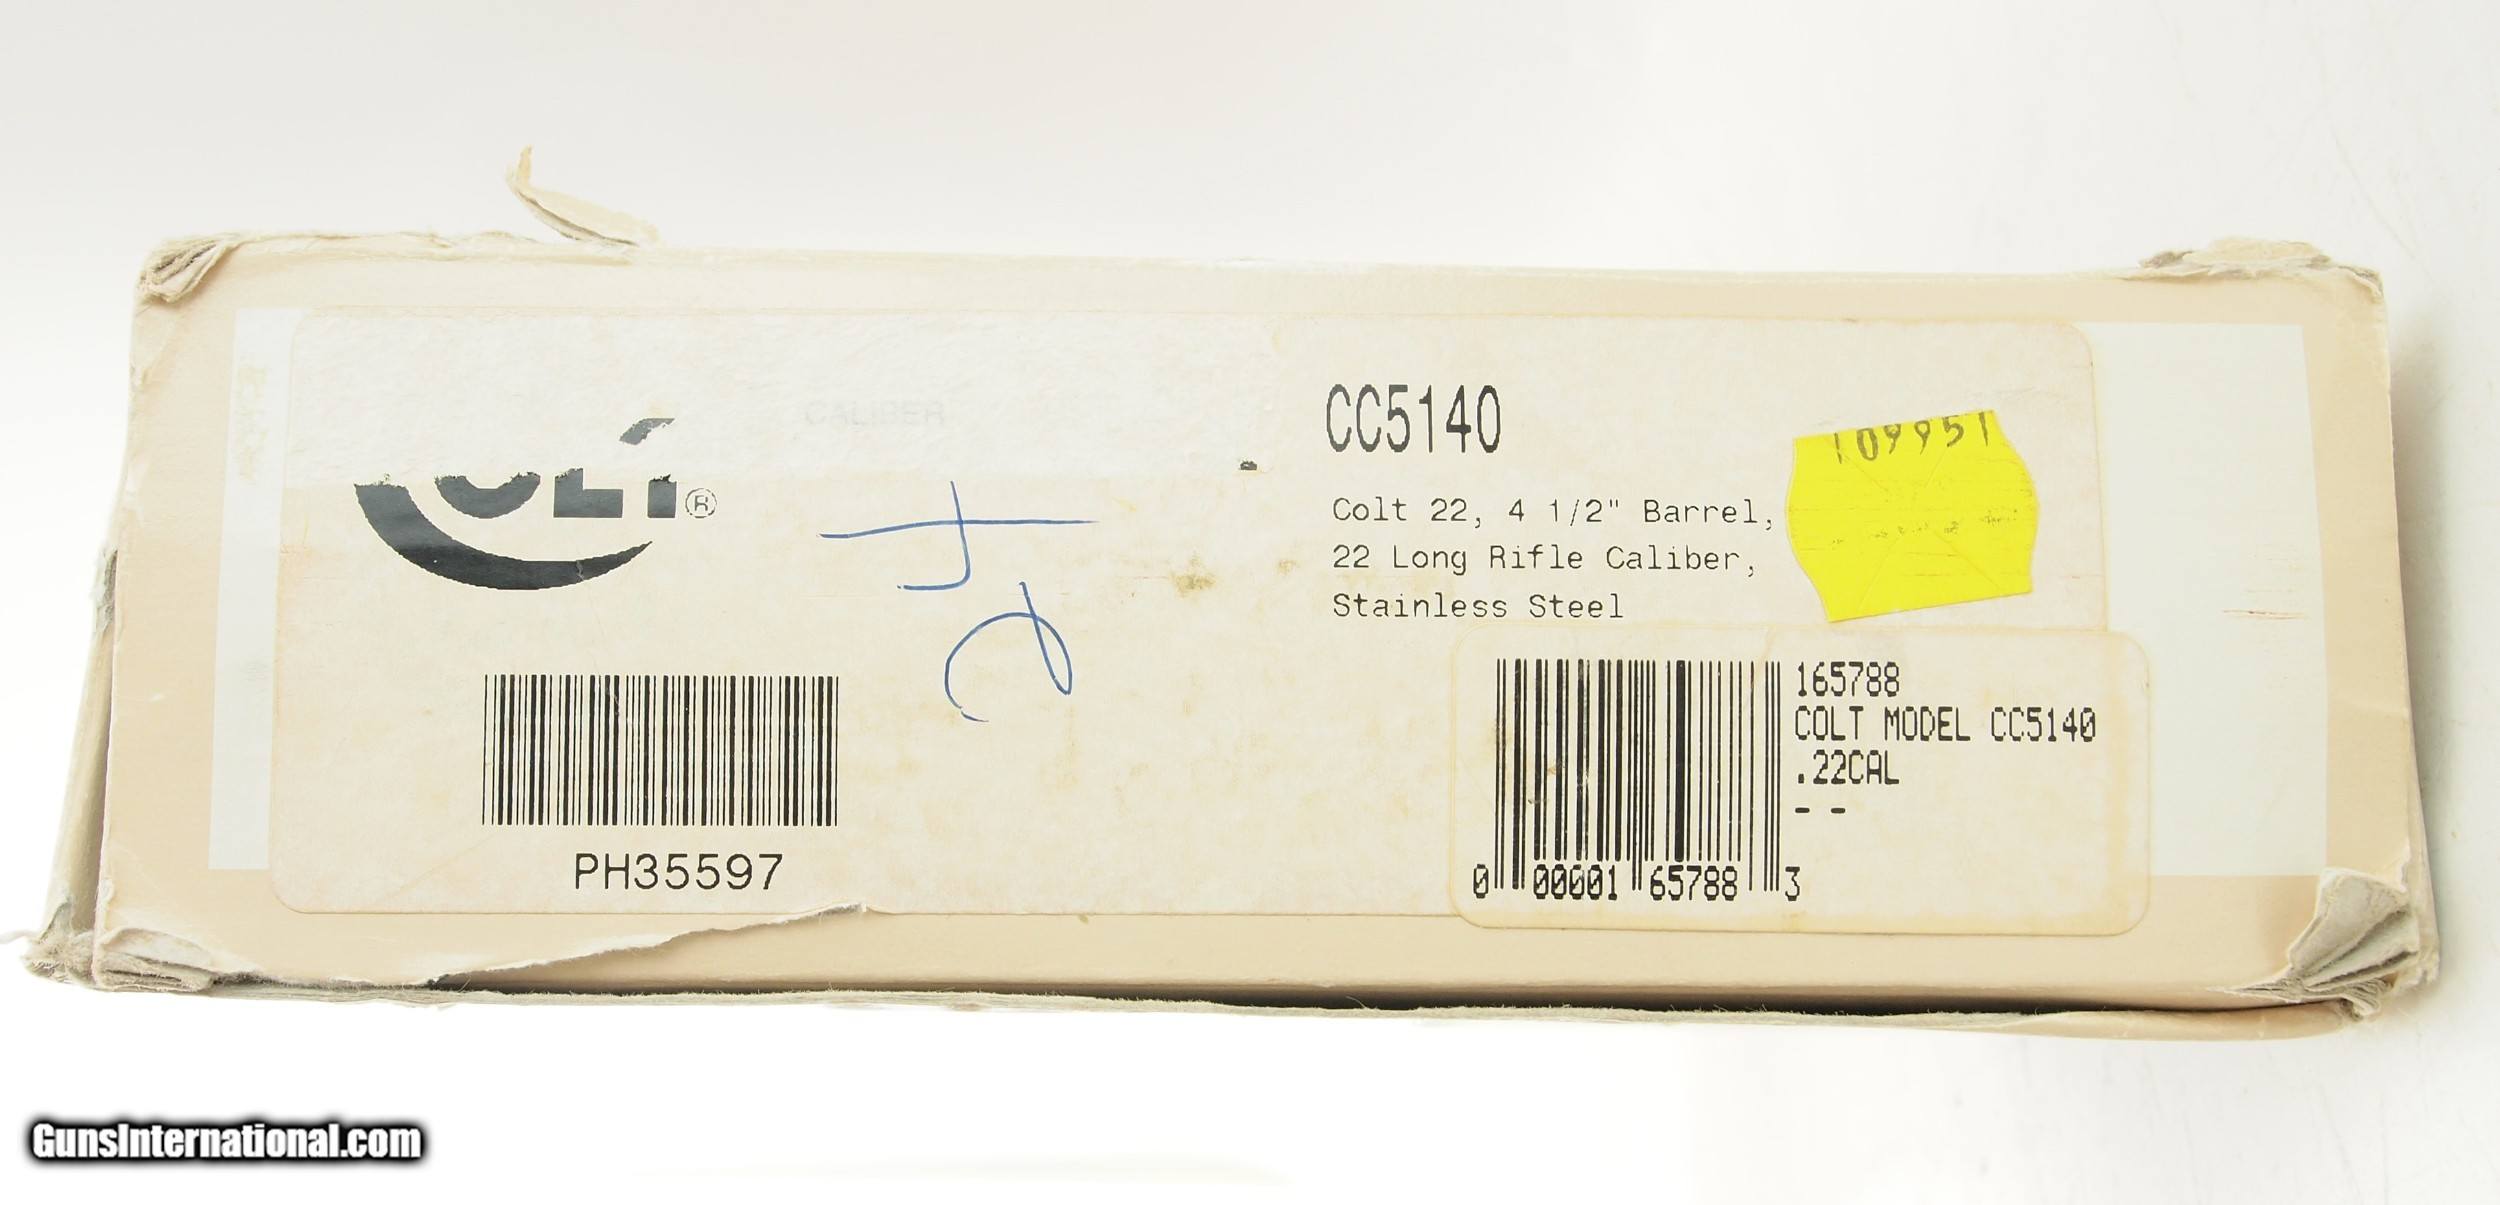 CALIBER
COLT®
CC5140
109951
Colt 22, 4 1/2" Barrel,
22 Long Rifle Caliber,
Stainless Steel
PH35597
165788
COLT MODEL CC5140
.22CAL
- -
0 00001 65788 3
GunsInternational.com